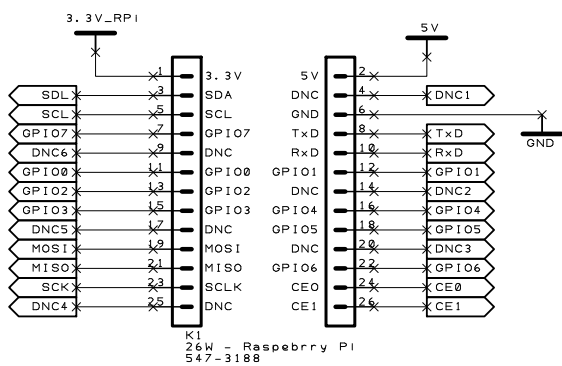 3.3V_RPI
5V
1 3.3V 5V 2
SDL 3 SDA DNC 4 DNC1
SCL 5 SCL GND 6
GPIO7 7 GPIO7 TxD 8 TxD
GND
DNC6 9 DNC RxD 10 RxD
GPIO0 11 GPIO0 GPIO1 12 GPIO1
GPIO2 13 GPIO2 DNC 14 DNC2
GPIO3 15 GPIO3 GPIO4 16 GPIO4
DNC5 17 DNC GPIO5 18 GPIO5
MOSI 19 MOSI DNC 20 DNC3
MISO 21 MISO GPIO6 22 GPIO6
SCK 23 SCLK CE0 24 CE0
DNC4 25 DNC CE1 26 CE1
K1
26W - Raspebrry PI
547-3188